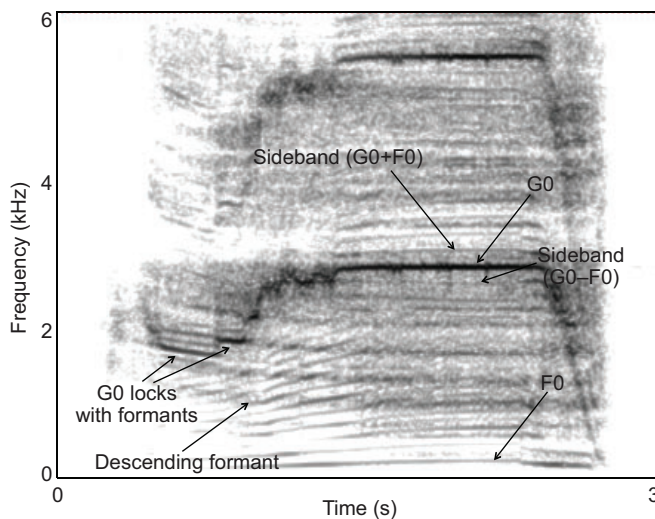 6
Sideband (G0+F0)
4
G0
Sideband
(G0–F0)
Frequency (kHz)
2
G0 locks
with formants
F0
Descending formant
0
0
3
Time (s)